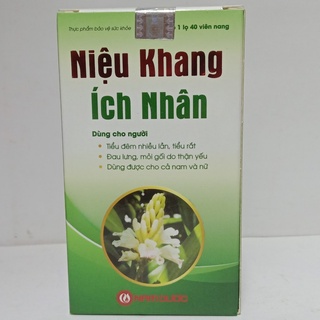 Thực phẩm bảo vệ sức khỏe
1 lọ 40 viên nang
Niệu Khang
Ích Nhân
Dùng cho người
• Tiểu đêm nhiều lần, tiểu rắt
• Đau lưng, mỏi gối do thận yếu
• Dùng được cho cả nam và nữ